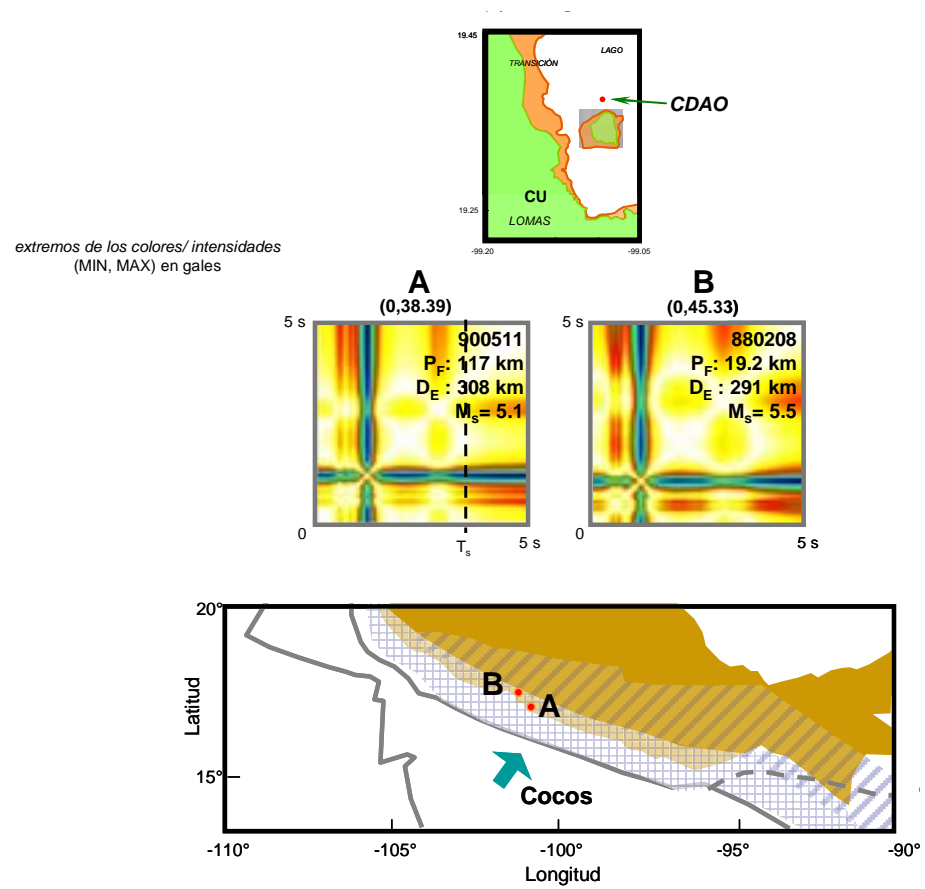 19.45
LAGO
TRANSICIÓN
CDAO
CU
19.25
LOMAS
-99.20
-99.05
extremos de los colores/ intensidades
(MIN, MAX) en gales
A
(0,38.39)
5 s
900511
PF: 117 km
DE : 308 km
Ms= 5.1
0
Ts
5 s
B
(0,45.33)
5 s
880208
PF: 19.2 km
DE : 291 km
Ms= 5.5
0
5 s
20°
Latitud
B
A
15
Cocos
-110°
-105°
-100°
-95°
-90°
Longitud